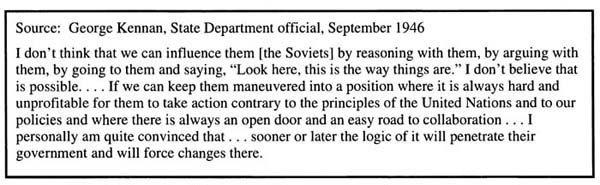 Source: George Kennan, State Department official, September 1946
I don't think that we can influence them [the Soviets] by reasoning with them, by arguing with
them, by going to them and saying, "Look here, this is the way things are." I don't believe that
is possible. . . . If we can keep them maneuvered into a position where it is always hard and
unprofitable for them to take action contrary to the principles of the United Nations and to our
policies and where there is always an open door and an easy road to collaboration . . . I
personally am quite convinced that . . . sooner or later the logic of it will penetrate their
government and will force changes there.